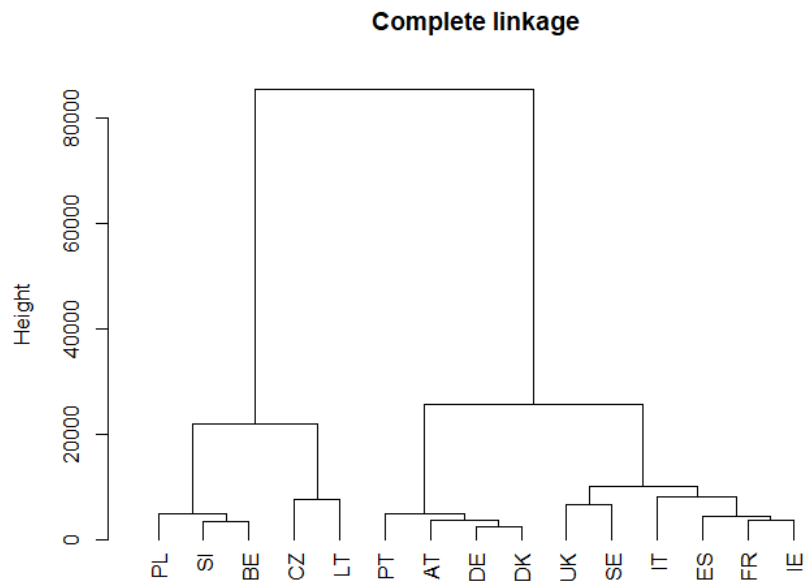 Complete linkage
Height
80000
60000
40000
20000
0
PL SI BE CZ LT PT AT DE DK UK SE IT ES FR IE